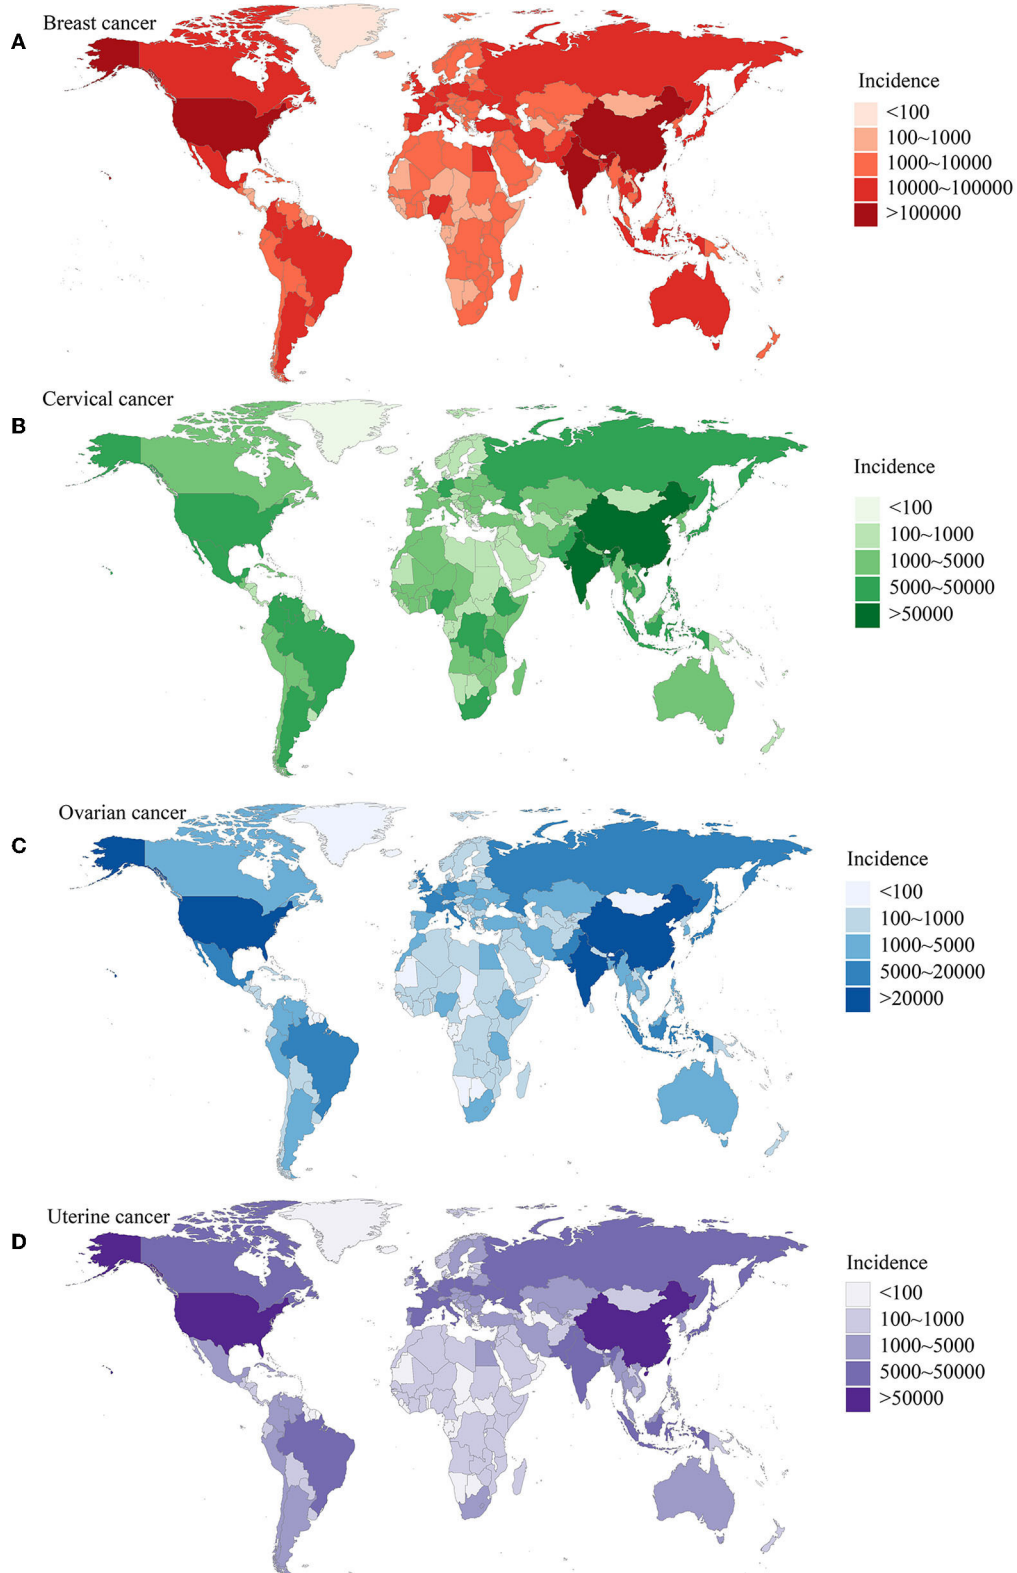 Breast cancer
A
Incidence
<100
100~1000
1000~10000
10000~100000
>100000
Cervical cancer
B
Incidence
<100
100~1000
1000~5000
5000~50000
>50000
Ovarian cancer
C
Incidence
<100
100~1000
1000~5000
5000~20000
>20000
Uterine cancer
D
Incidence
<100
100~1000
1000~5000
5000~50000
>50000